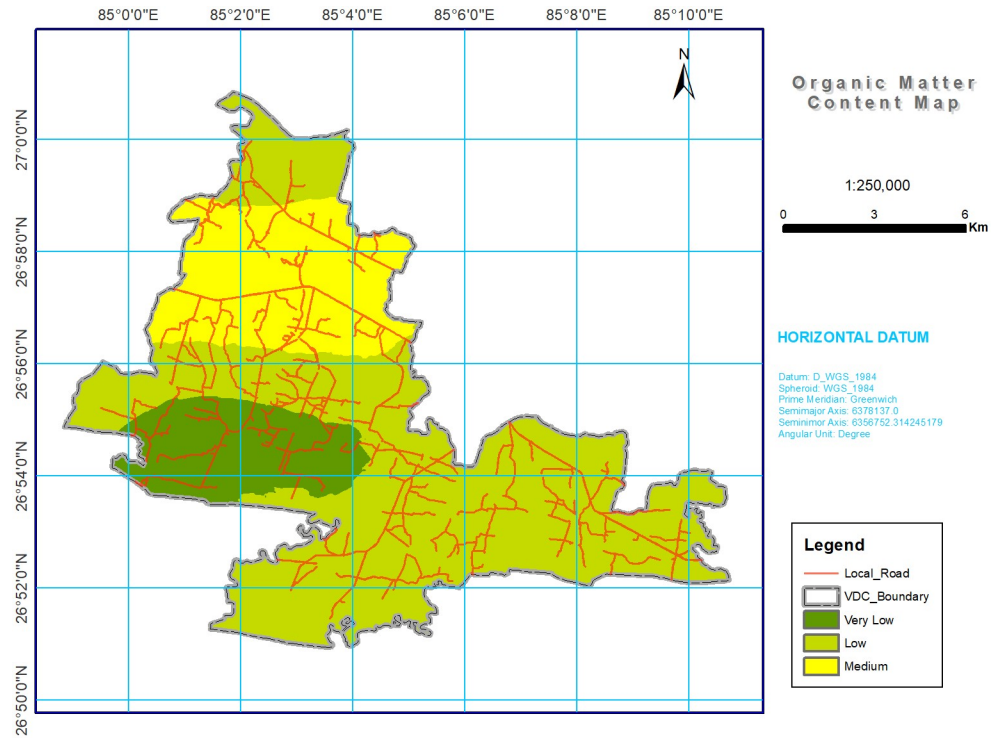 85°0'0"E 85°2'0"E 85°4'0"E 85°6'0"E 85°8'0"E 85°10'0"E
27°0'0"N
26°58'0"N
26°56'0"N
26°54'0"N
26°52'0"N
26°50'0"N
N
Organic Matter
Content Map
1:250,000
0 3 6
Km
HORIZONTAL DATUM
Datum: D_WGS_1984
Spheroid: WGS_1984
Prime Meridian: Greenwich
Semimajor Axis: 6378137.0
Semiminor Axis: 6356752.314245179
Angular Unit: Degree
Legend
Local_Road
VDC_Boundary
Very Low
Low
Medium